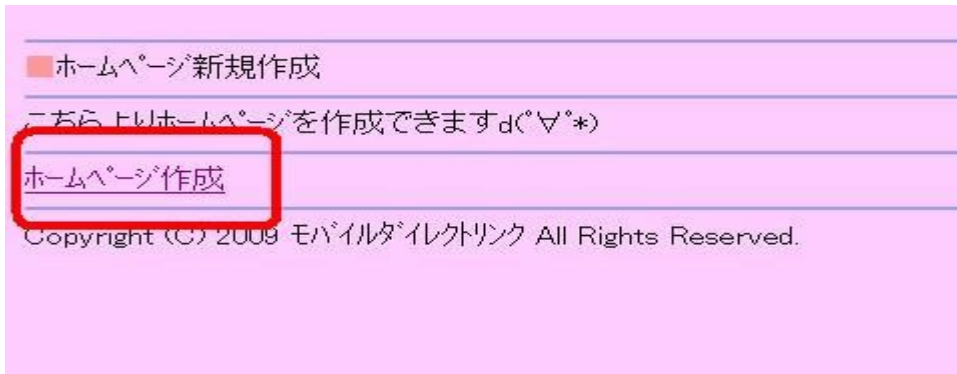 ■ﾎｰﾑﾍﾟｰｼﾞ新規作成
こちらよりﾎｰﾑﾍﾟｰｼﾞを作成できますd(ﾟ∀ﾟ*)
ﾎｰﾑﾍﾟｰｼﾞ作成
Copyright (C) 2009 ﾓﾊﾞｲﾙﾀﾞｲﾚｸﾄﾘﾝｸ All Rights Reserved.